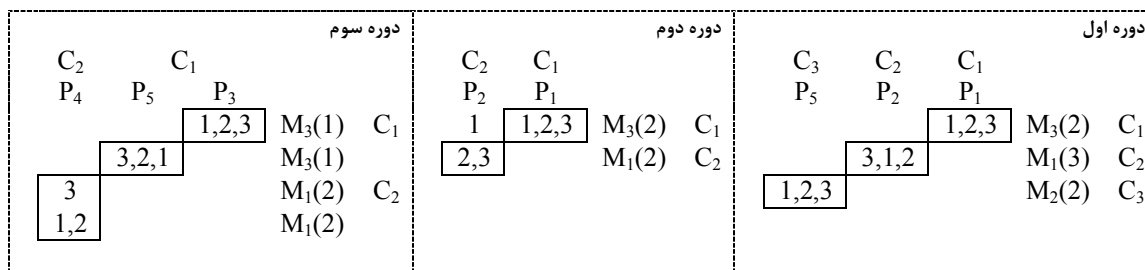 دوره اول
C₃ C₂ C₁
P₅ P₂ P₁
1,2,3 M₃(2) C₁
3,1,2 M₁(3) C₂
1,2,3 M₂(2) C₃
دوره دوم
C₂ C₁
P₂ P₁
1 1,2,3 M₃(2) C₁
2,3 M₁(2) C₂
دوره سوم
C₂ C₁
P₄ P₅ P₃
1,2,3 M₃(1) C₁
3,2,1 M₃(1)
3 M₁(2) C₂
1,2 M₁(2)